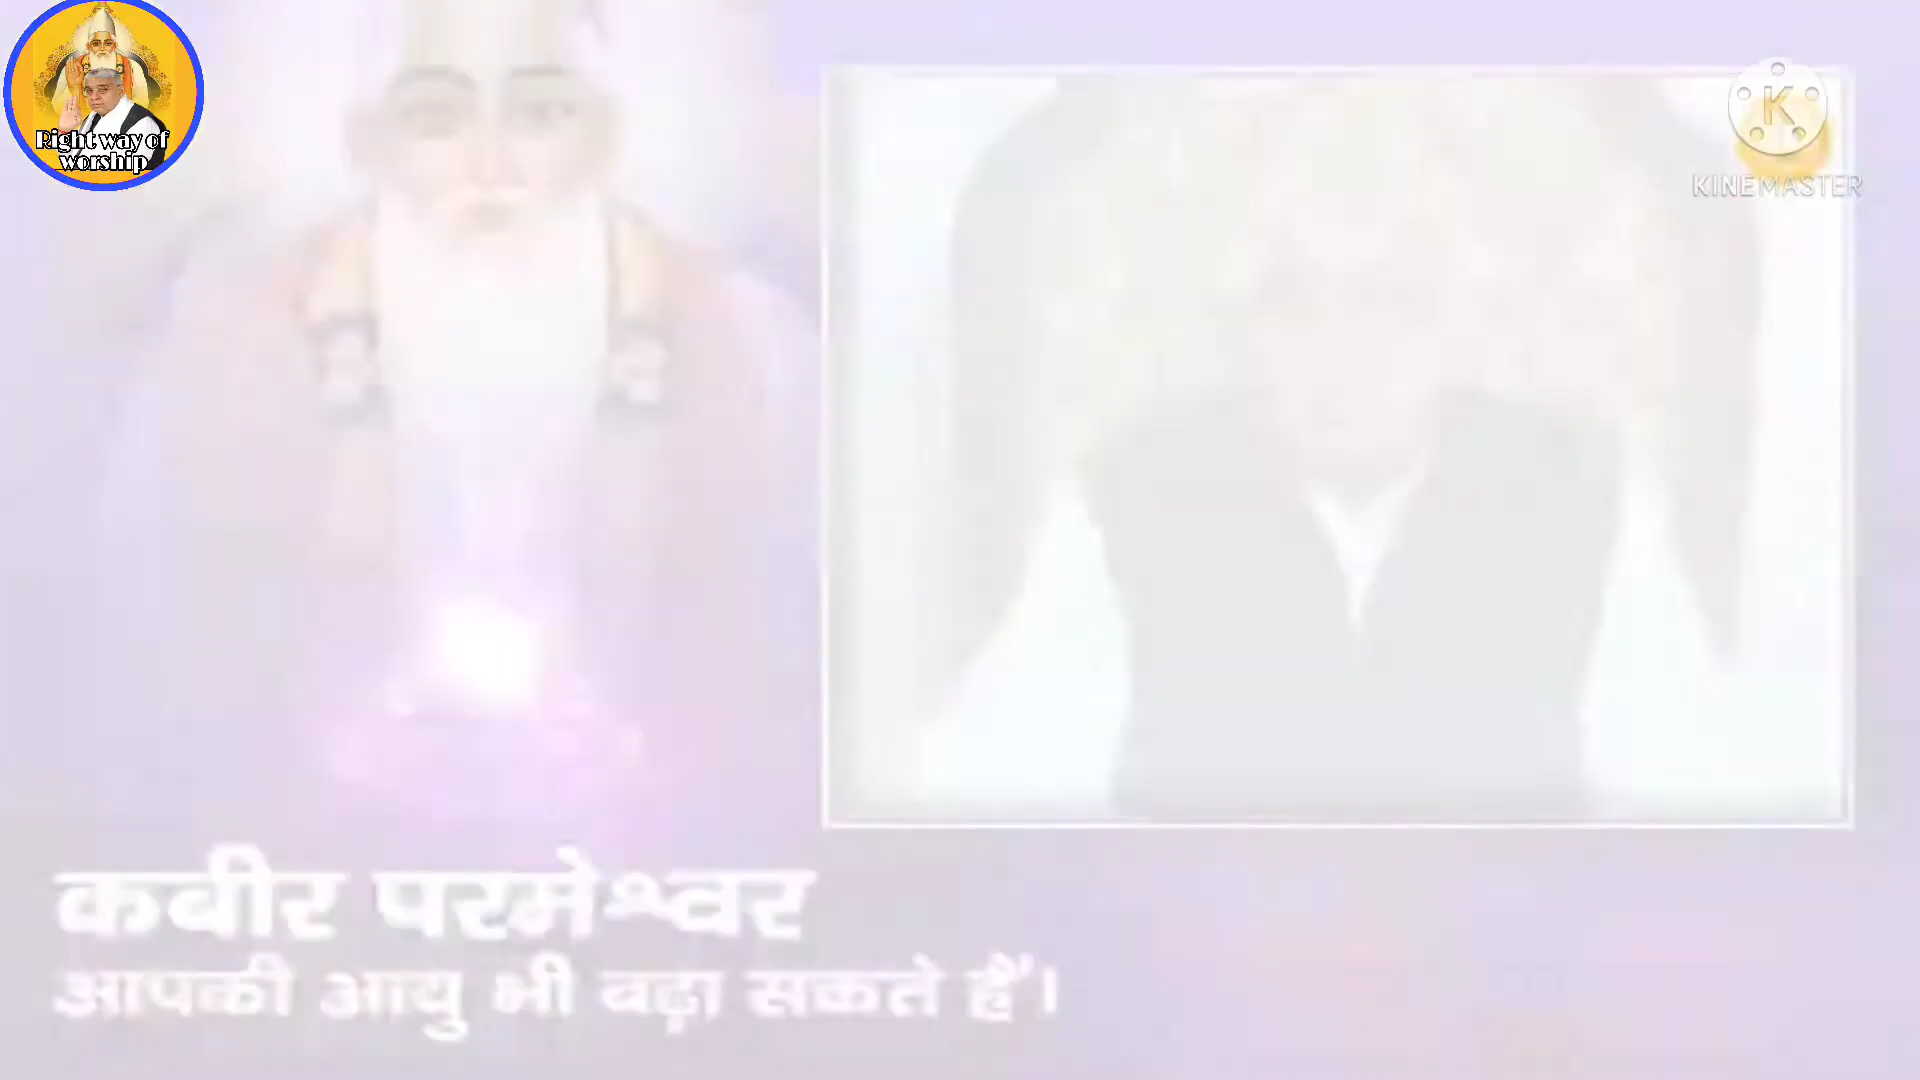 Right way of
worship
KINEMASTER
कबीर परमेश्वर
आपकी आयु भी बढ़ा सकते हैं।